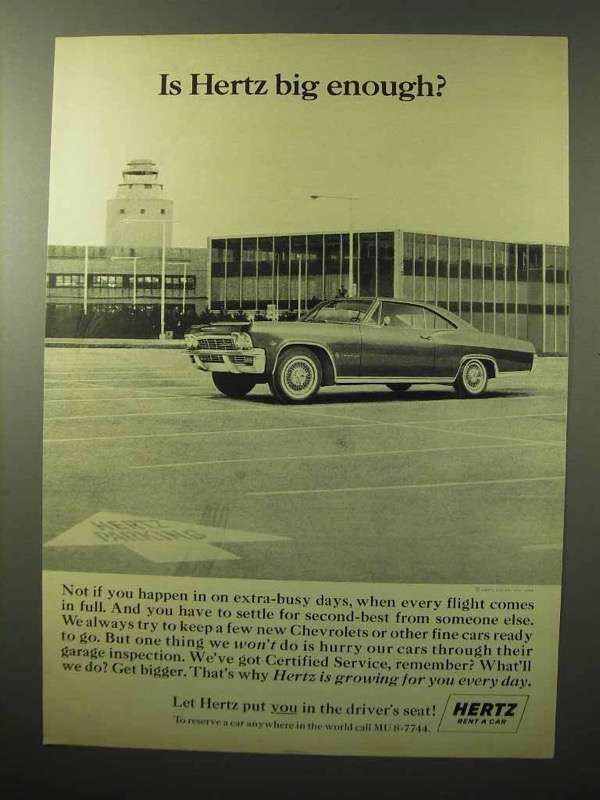 Is Hertz big enough?
HERTZ
PARKING
Not if you happen in on extra-busy days, when every flight comes
in full. And you have to settle for second-best from someone else.
We always try to keep a few new Chevrolets or other fine cars ready
to go. But one thing we won't do is hurry our cars through their
garage inspection. We've got Certified Service, remember? What'll
we do? Get bigger. That's why Hertz is growing for you every day.
Let Hertz put you in the driver's seat!
To reserve a car anywhere in the world call MU 8-7744.
HERTZ
RENT A CAR